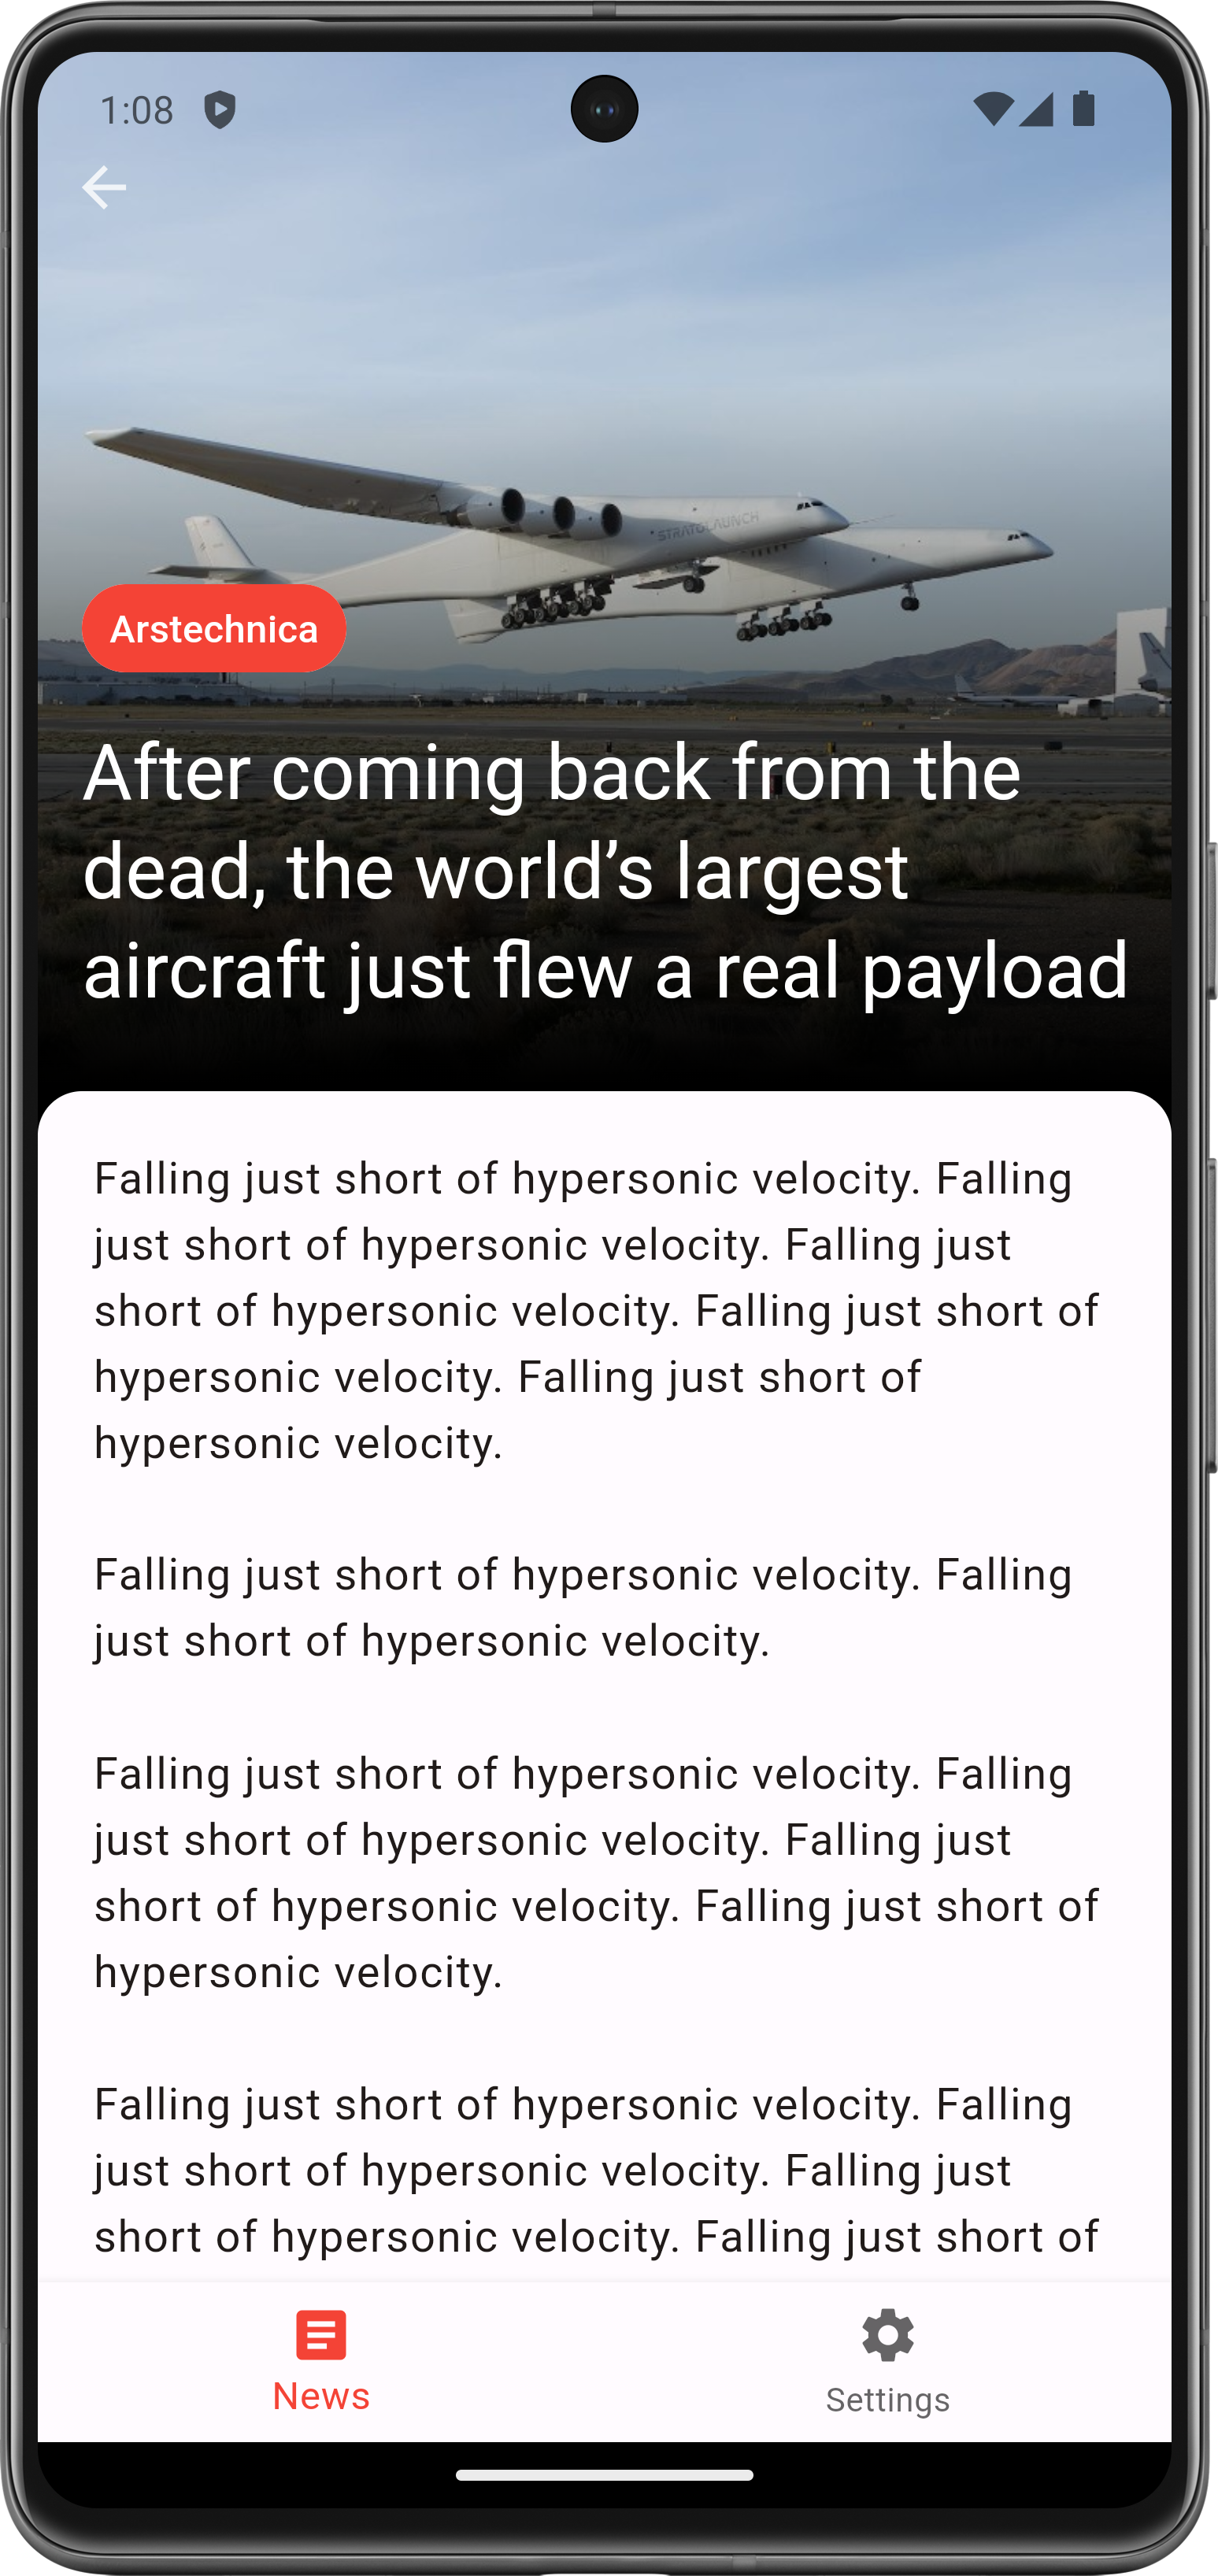 1:08
STRATOLAUNCH
Arstechnica
After coming back from the
dead, the world’s largest
aircraft just flew a real payload
Falling just short of hypersonic velocity. Falling
just short of hypersonic velocity. Falling just
short of hypersonic velocity. Falling just short of
hypersonic velocity. Falling just short of
hypersonic velocity.
Falling just short of hypersonic velocity. Falling
just short of hypersonic velocity.
Falling just short of hypersonic velocity. Falling
just short of hypersonic velocity. Falling just
short of hypersonic velocity. Falling just short of
hypersonic velocity.
Falling just short of hypersonic velocity. Falling
just short of hypersonic velocity. Falling just
short of hypersonic velocity. Falling just short of
News
Settings